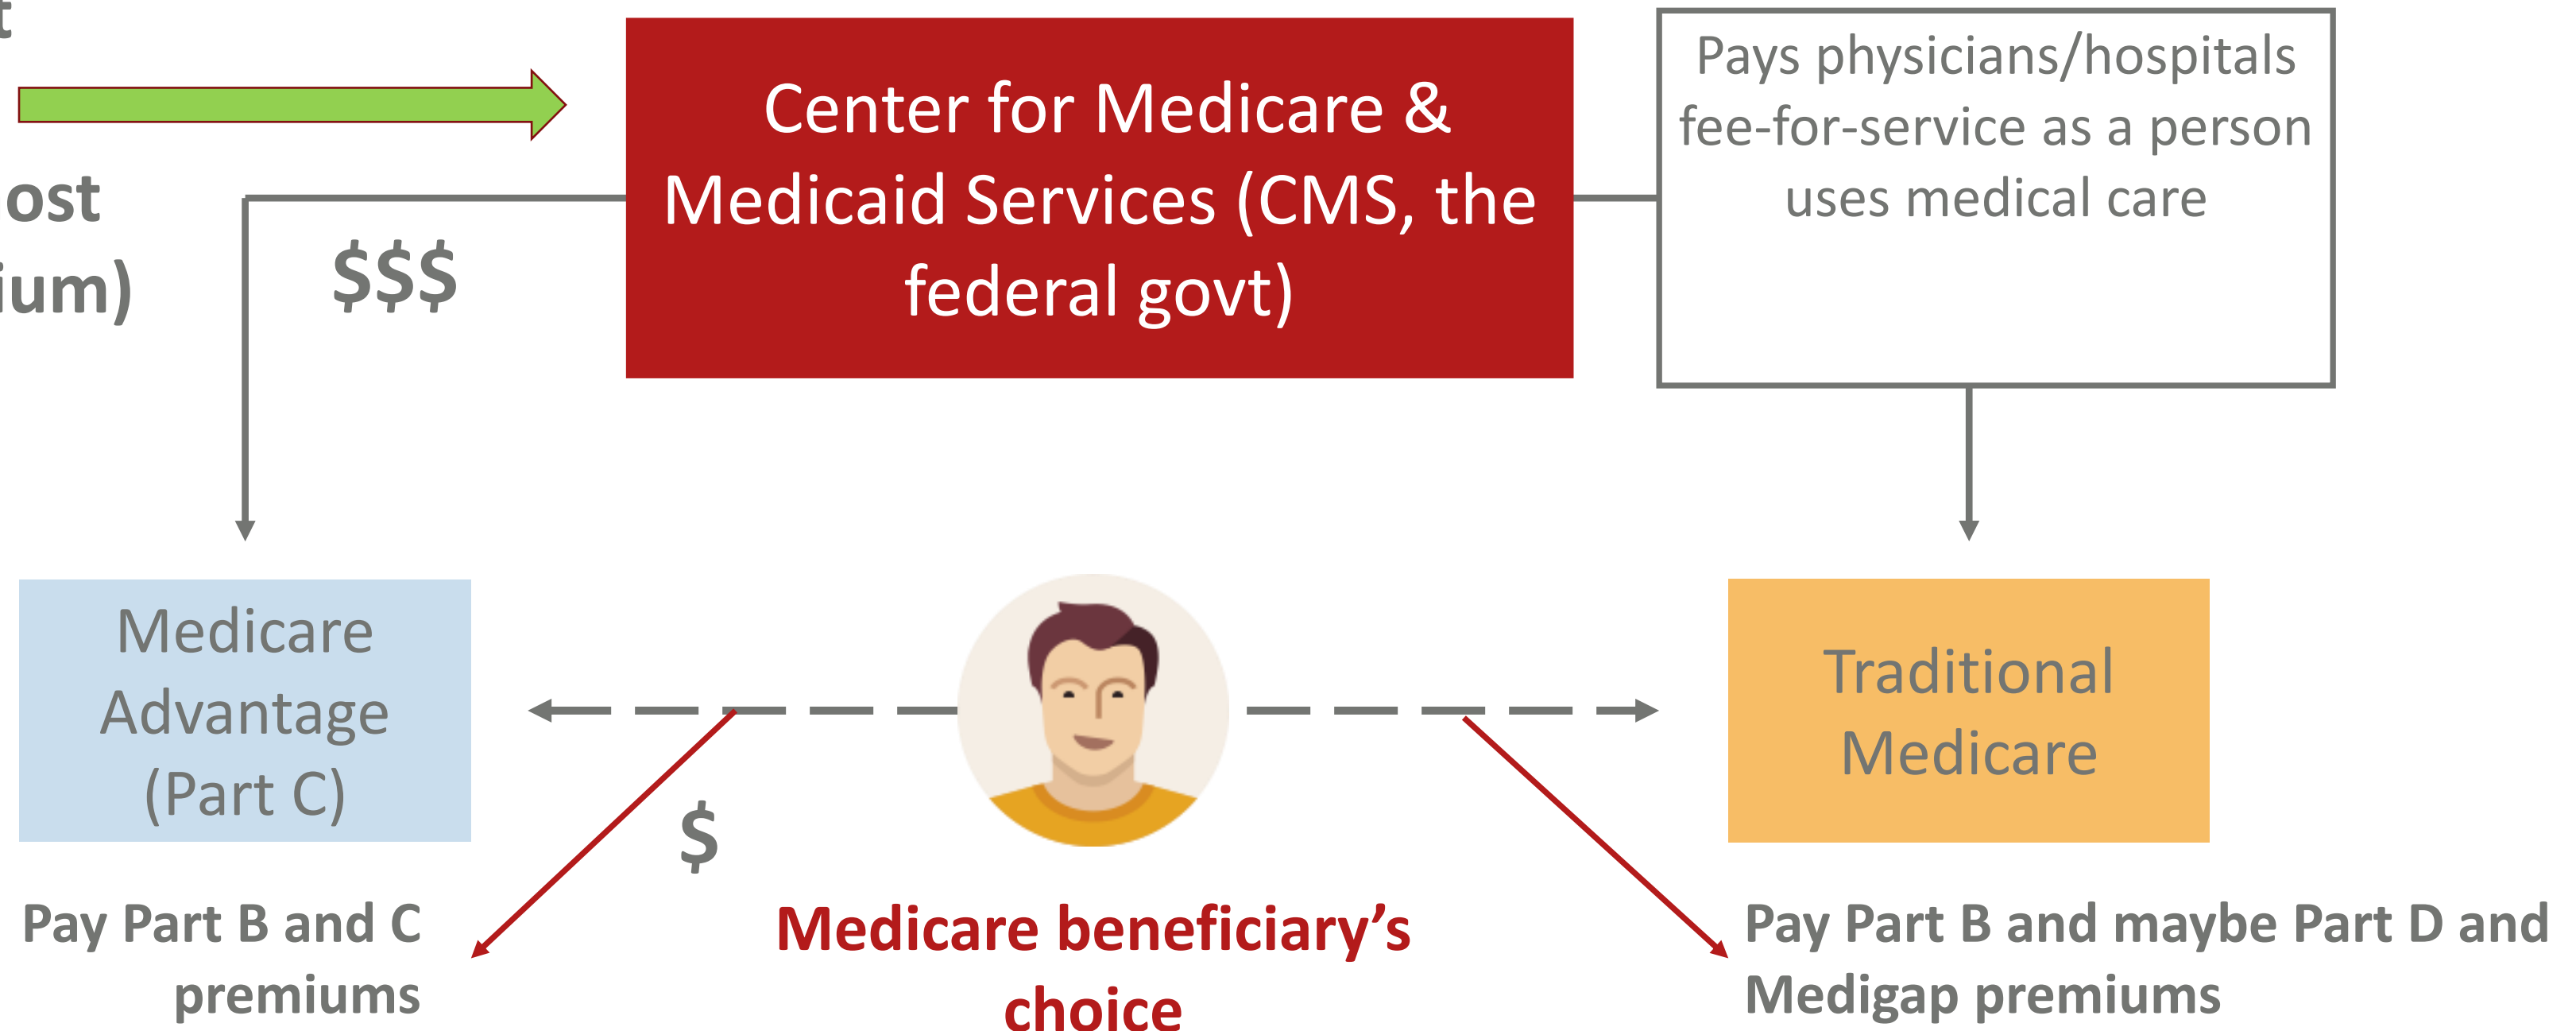 Center for Medicare &
Medicaid Services (CMS, the
federal govt)
Pays physicians/hospitals
fee-for-service as a person
uses medical care
$$$
Medicare
Advantage
(Part C)
Traditional
Medicare
$
Pay Part B and C
premiums
Medicare beneficiary’s
choice
Pay Part B and maybe Part D and
Medigap premiums